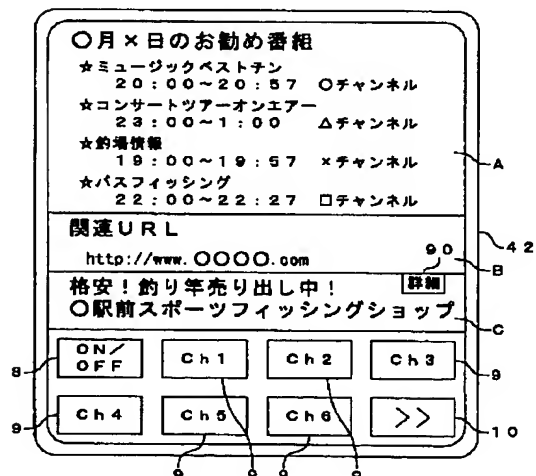 〇月×日のお勧め番組
☆ミュージックベストテン
20：00〜20：57 〇チャンネル
☆コンサートツアーオンエアー
23：00〜1：00 △チャンネル
☆釣場情報
19：00〜19：57 ×チャンネル
☆バスフィッシング
22：00〜22：27 □チャンネル
A
関連URL
http://www.〇〇〇〇.com
90
42
B
格安！釣り竿売り出し中！
詳細
〇駅前スポーツフィッシングショップ
C
ON/
OFF
Ch1
Ch2
Ch3
8
9
Ch4
Ch5
Ch6
>>
9
10
9 9 9 9